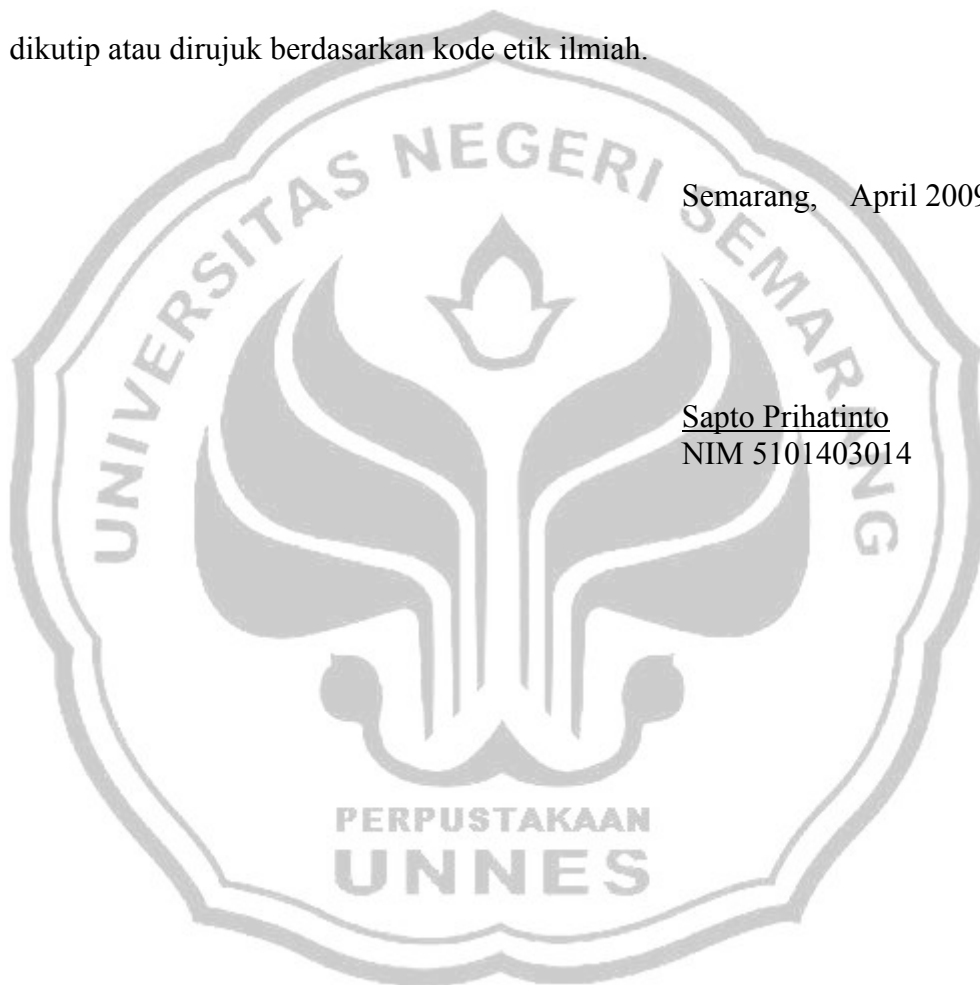 dikutip atau dirujuk berdasarkan kode etik ilmiah.
UNIVERSITAS NEGERI SEMARANG
Semarang, April 2009
Sapto Prihatinto
NIM 5101403014
PERPUSTAKAAN
UNNES